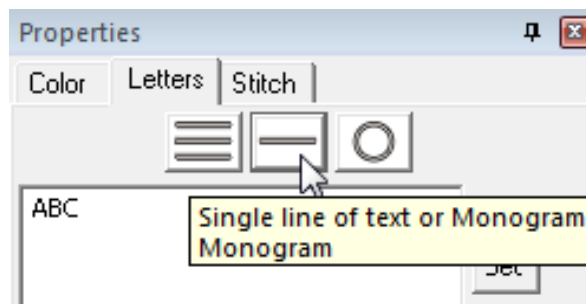 Properties
Color Letters Stitch
ABC
Single line of text or Monogram
Monogram